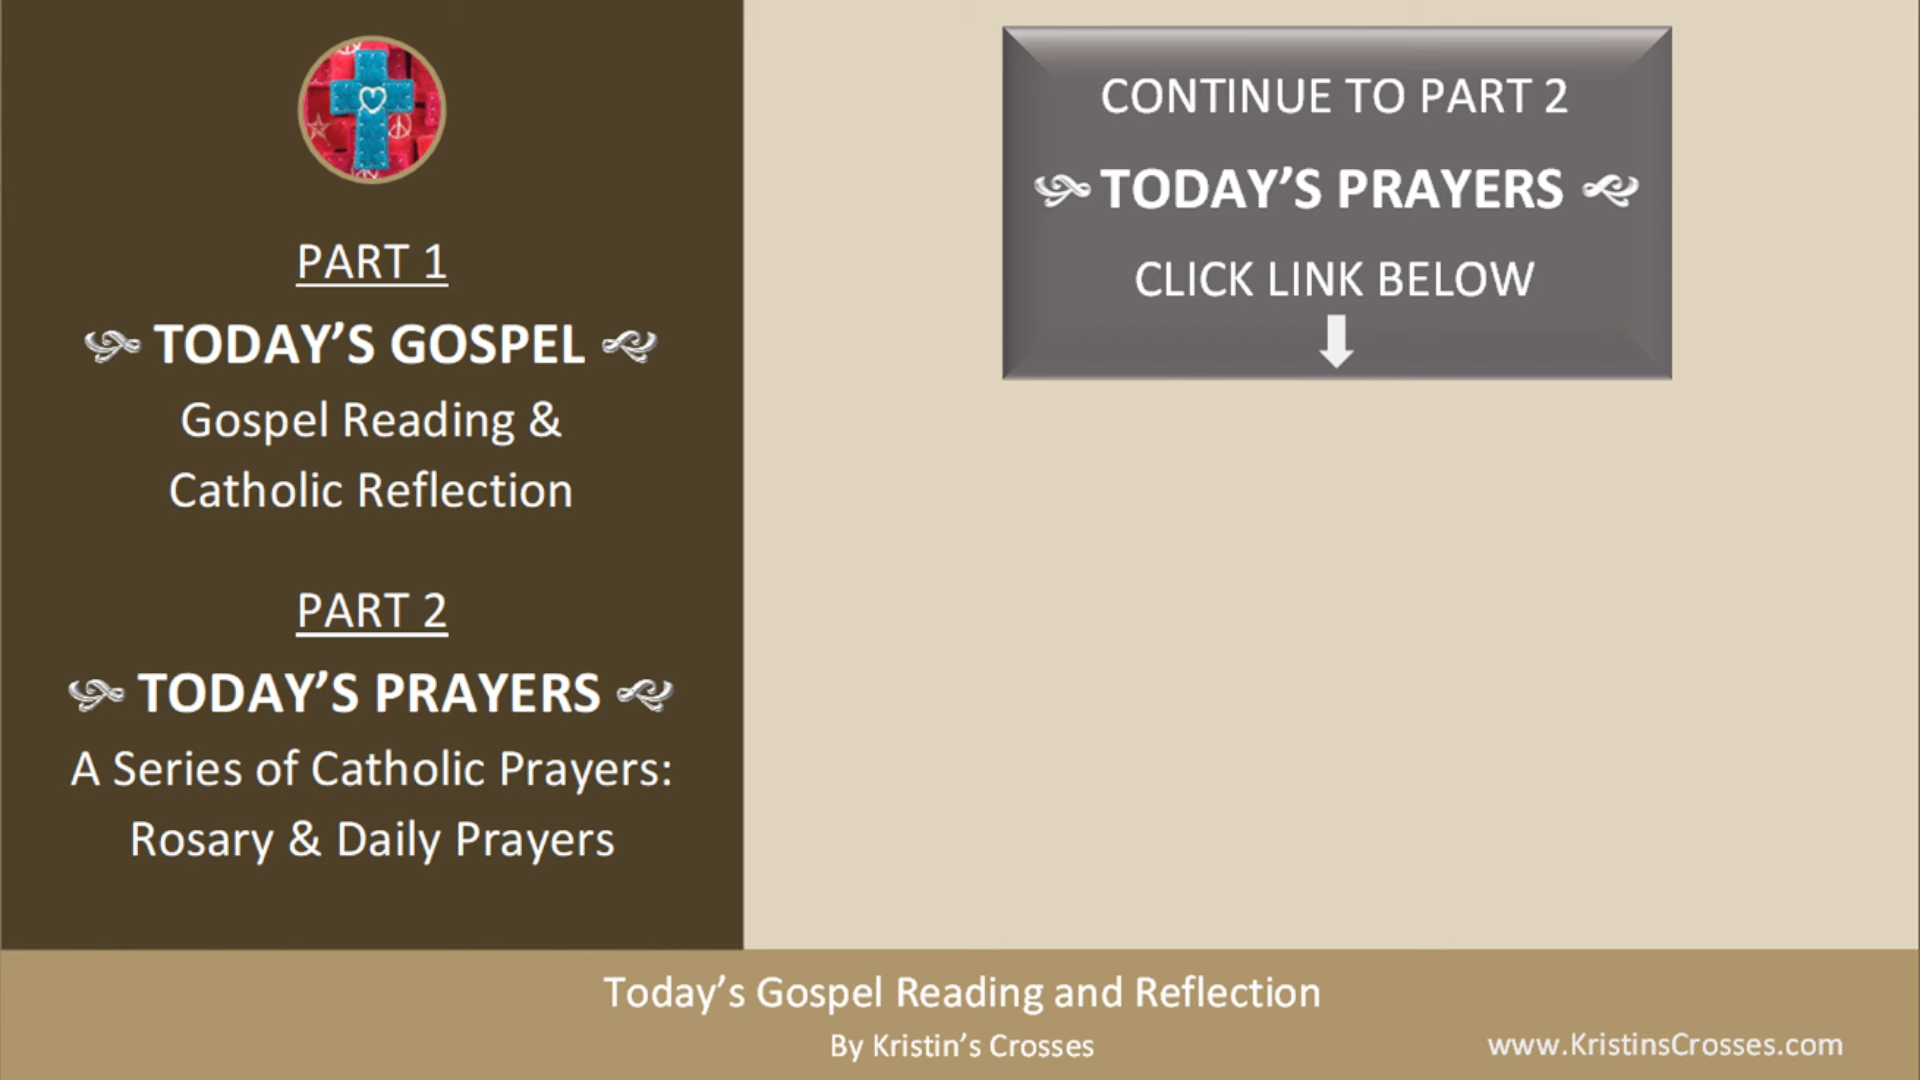 PART 1
TODAY’S GOSPEL
Gospel Reading &
Catholic Reflection
PART 2
TODAY’S PRAYERS
A Series of Catholic Prayers:
Rosary & Daily Prayers
CONTINUE TO PART 2
TODAY’S PRAYERS
CLICK LINK BELOW
Today’s Gospel Reading and Reflection
By Kristin’s Crosses
www.KristinsCrosses.com